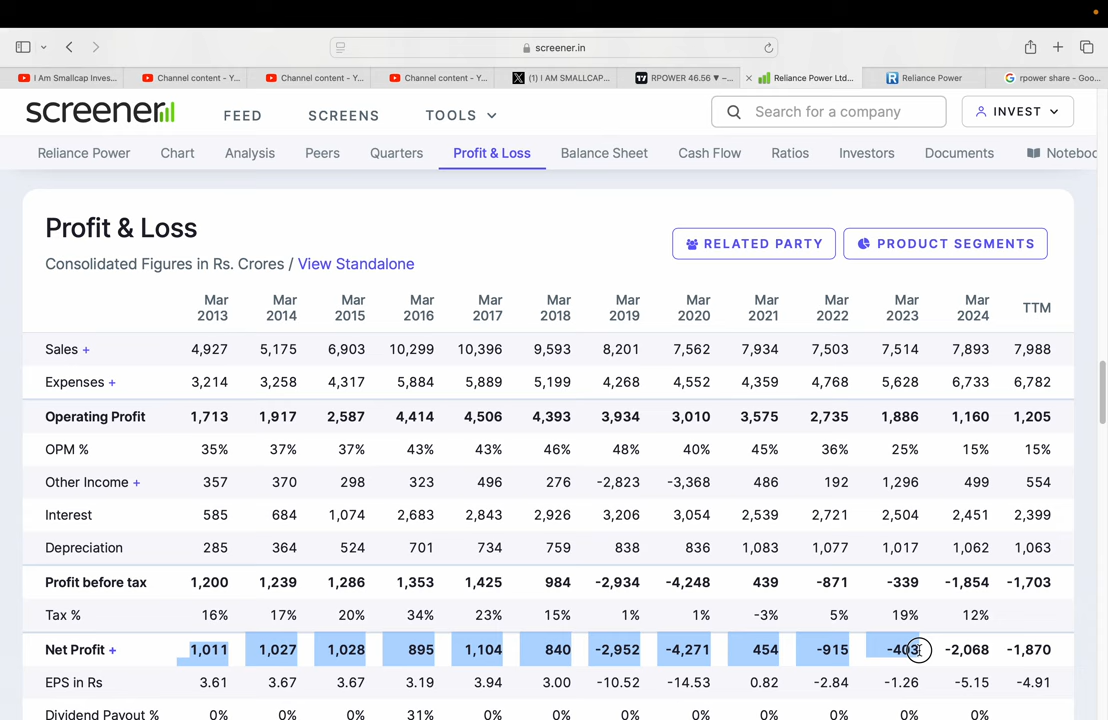 screener.in
I Am Smallcap Inves...
Channel content - Y...
Channel content - Y...
Channel content - Y...
(1) I AM SMALLCAP...
RPOWER 46.56 ▼ –...
Reliance Power Ltd...
Reliance Power
rpower share - Goo...
screener
FEED SCREENS TOOLS
Search for a company
INVEST
Reliance Power Chart Analysis Peers Quarters Profit & Loss Balance Sheet Cash Flow Ratios Investors Documents Noteboo
Profit & Loss
RELATED PARTY PRODUCT SEGMENTS
Consolidated Figures in Rs. Crores / View Standalone
Mar Mar Mar Mar Mar Mar Mar Mar Mar Mar Mar Mar
2013 2014 2015 2016 2017 2018 2019 2020 2021 2022 2023 2024 TTM
Sales + 4,927 5,175 6,903 10,299 10,396 9,593 8,201 7,562 7,934 7,503 7,514 7,893 7,988
Expenses + 3,214 3,258 4,317 5,884 5,889 5,199 4,268 4,552 4,359 4,768 5,628 6,733 6,782
Operating Profit 1,713 1,917 2,587 4,414 4,506 4,393 3,934 3,010 3,575 2,735 1,886 1,160 1,205
OPM % 35% 37% 37% 43% 43% 46% 48% 40% 45% 36% 25% 15% 15%
Other Income + 357 370 298 323 496 276 -2,823 -3,368 486 192 1,296 499 554
Interest 585 684 1,074 2,683 2,843 2,926 3,206 3,054 2,539 2,721 2,504 2,451 2,399
Depreciation 285 364 524 701 734 759 838 836 1,083 1,077 1,017 1,062 1,063
Profit before tax 1,200 1,239 1,286 1,353 1,425 984 -2,934 -4,248 439 -871 -339 -1,854 -1,703
Tax % 16% 17% 20% 34% 23% 15% 1% 1% -3% 5% 19% 12%
Net Profit + 1,011 1,027 1,028 895 1,104 840 -2,952 -4,271 454 -915 -403 -2,068 -1,870
EPS in Rs 3.61 3.67 3.67 3.19 3.94 3.00 -10.52 -14.53 0.82 -2.84 -1.26 -5.15 -4.91
Dividend Payout % 0% 0% 0% 31% 0% 0% 0% 0% 0% 0% 0% 0%